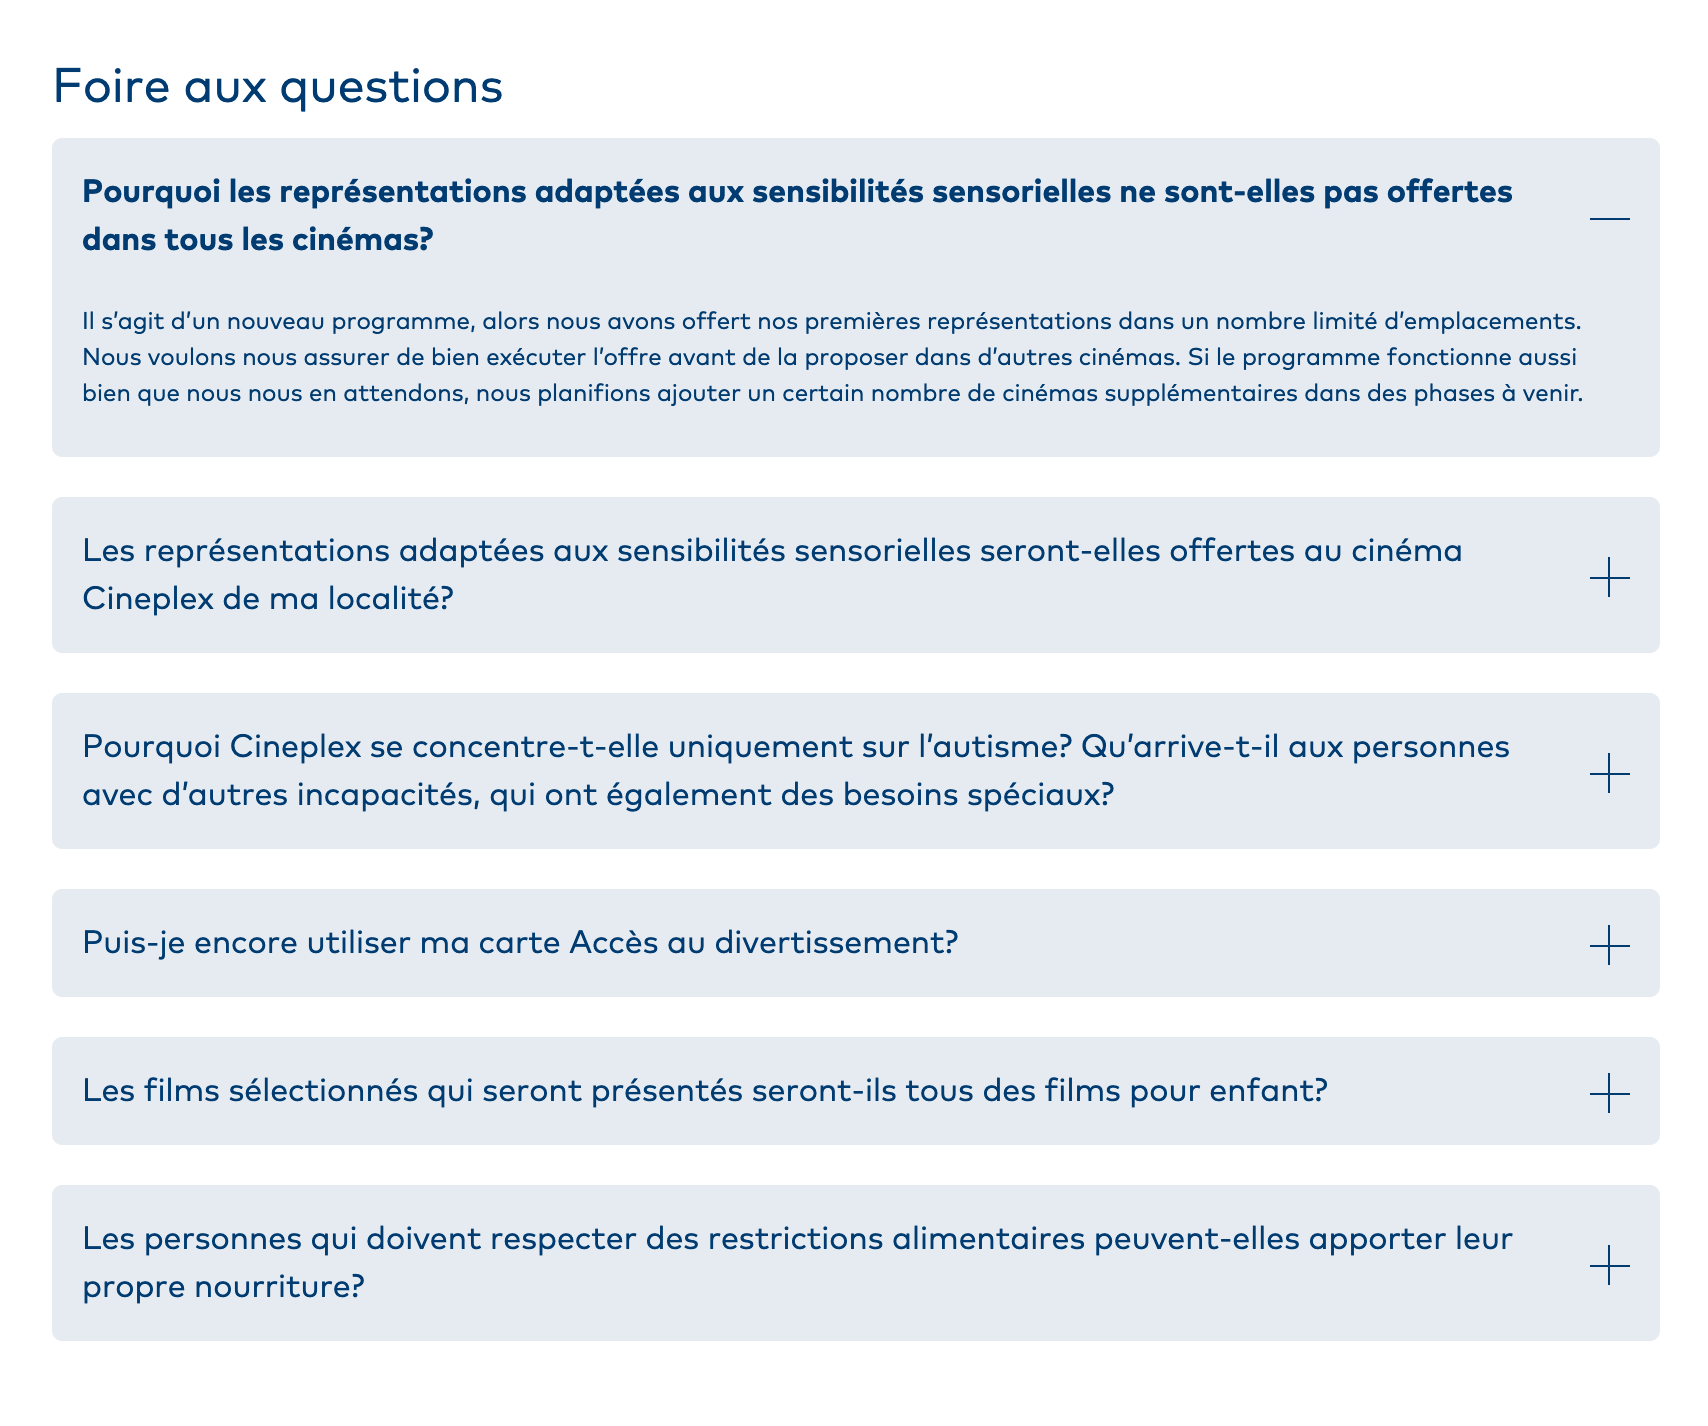 Foire aux questions
Pourquoi les représentations adaptées aux sensibilités sensorielles ne sont-elles pas offertes
dans tous les cinémas?
Il s’agit d’un nouveau programme, alors nous avons offert nos premières représentations dans un nombre limité d’emplacements.
Nous voulons nous assurer de bien exécuter l’offre avant de la proposer dans d’autres cinémas. Si le programme fonctionne aussi
bien que nous nous en attendons, nous planifions ajouter un certain nombre de cinémas supplémentaires dans des phases à venir.
Les représentations adaptées aux sensibilités sensorielles seront-elles offertes au cinéma
Cineplex de ma localité?
Pourquoi Cineplex se concentre-t-elle uniquement sur l’autisme? Qu’arrive-t-il aux personnes
avec d’autres incapacités, qui ont également des besoins spéciaux?
Puis-je encore utiliser ma carte Accès au divertissement?
Les films sélectionnés qui seront présentés seront-ils tous des films pour enfant?
Les personnes qui doivent respecter des restrictions alimentaires peuvent-elles apporter leur
propre nourriture?